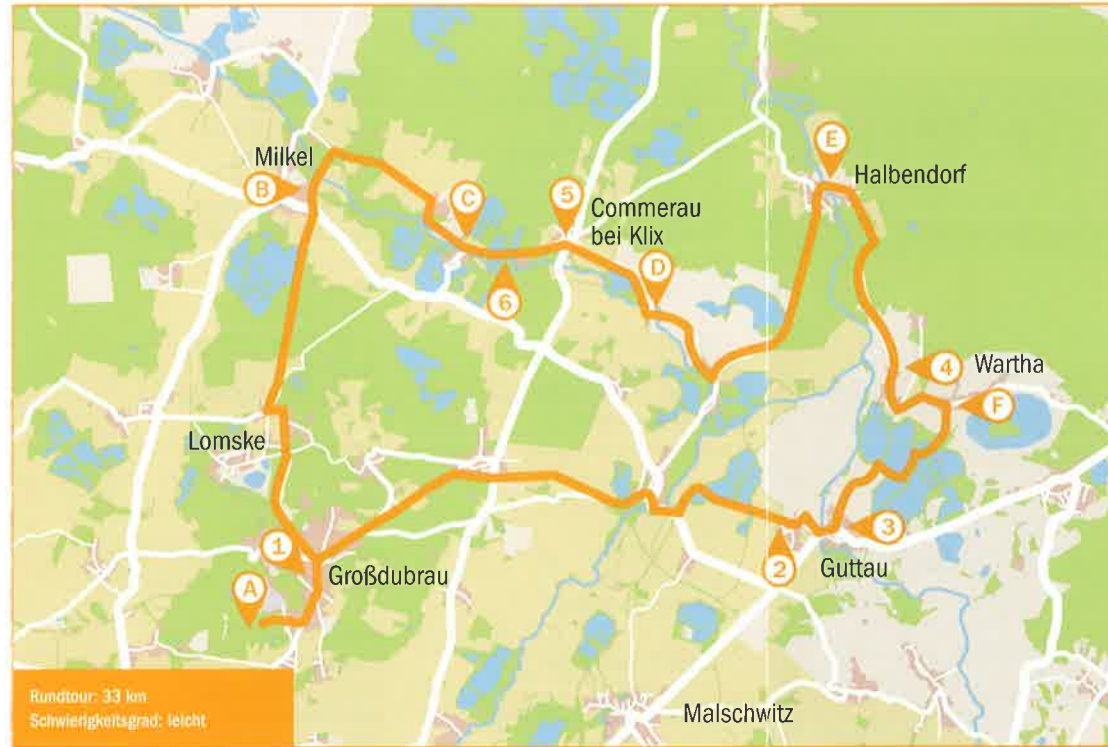 E
Milkel
Halbendorf
B
C
5
Commerau
bei Klix
D
6
4
Wartha
F
Lomske
3
1
Großdubrau
2
Guttau
A
Rundtour: 33 km
Schwierigkeitsgrad: leicht
Malschwitz